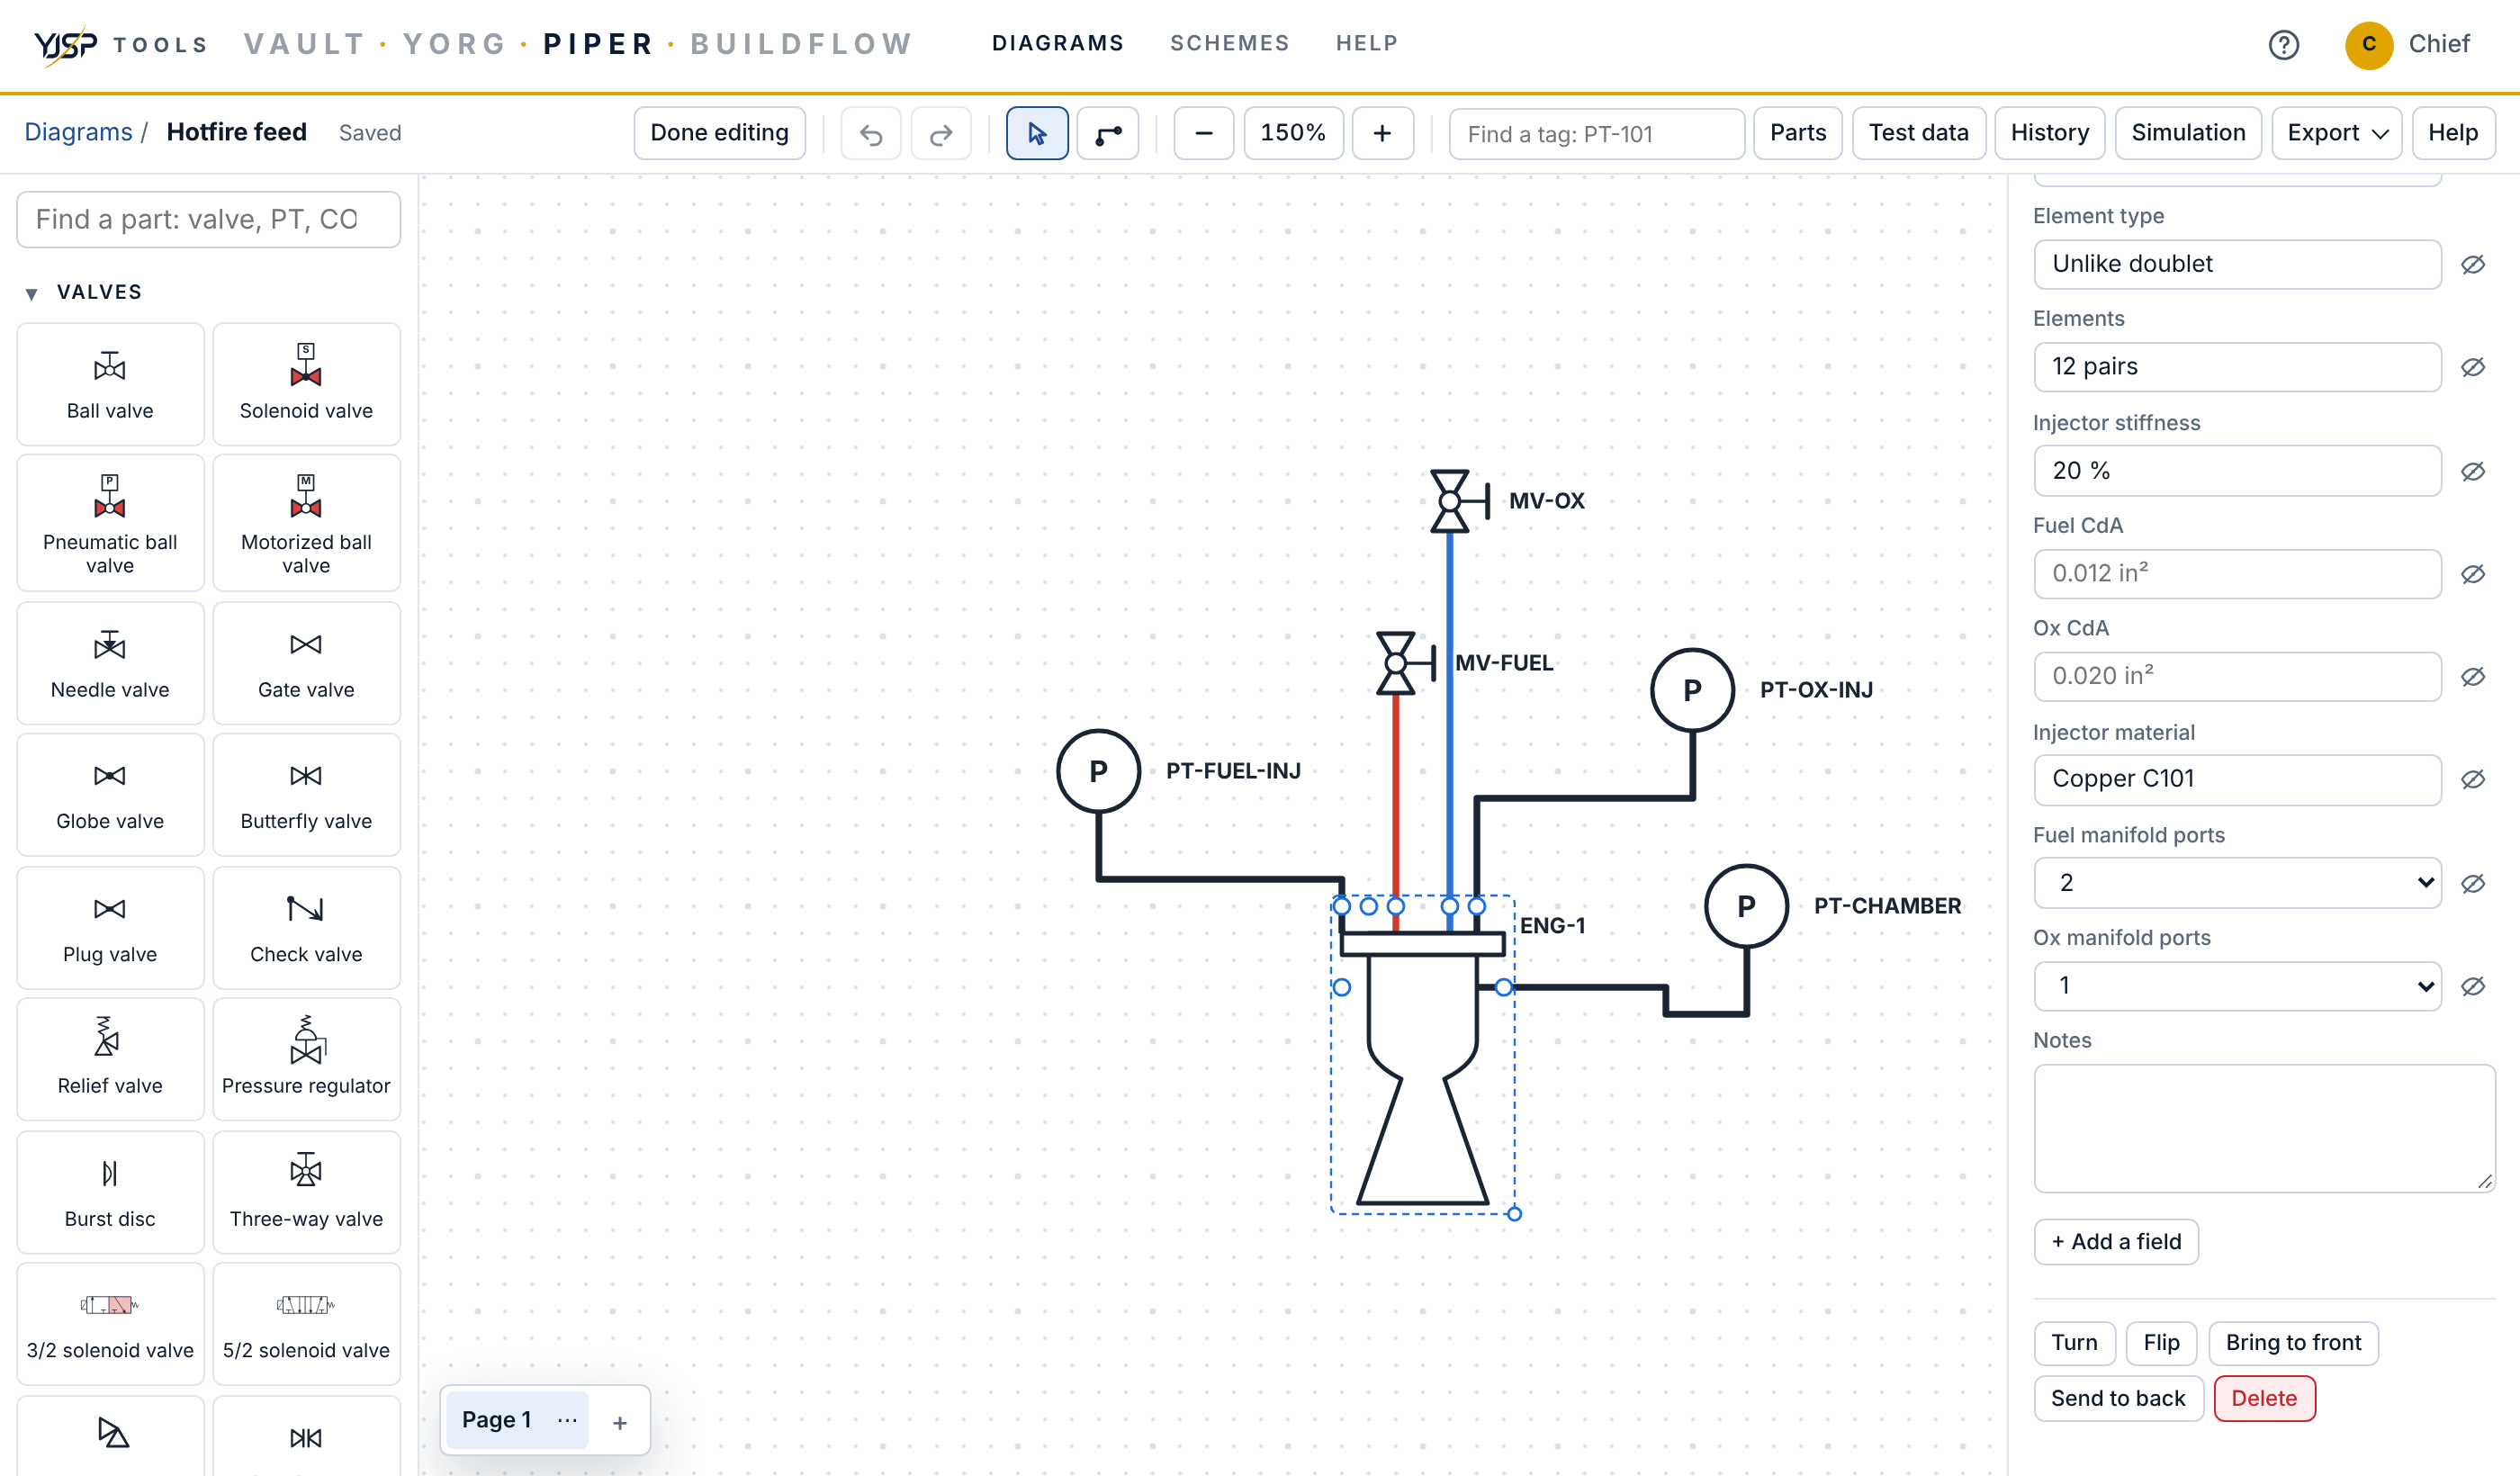 YJSP TOOLS
VAULT · YORG · PIPER · BUILDFLOW
DIAGRAMS
SCHEMES
HELP
?
C
Chief
Diagrams /
Hotfire feed
Saved
Done editing
150%
Find a tag: PT-101
Parts
Test data
History
Simulation
Export
Help
Find a part: valve, PT, CO
VALVES
Ball valve
S
Solenoid valve
P
Pneumatic ball
valve
M
Motorized ball
valve
Needle valve
Gate valve
Globe valve
Butterfly valve
Plug valve
Check valve
Relief valve
Pressure regulator
Burst disc
Three-way valve
3/2 solenoid valve
5/2 solenoid valve
MV-OX
MV-FUEL
P
PT-OX-INJ
P
PT-FUEL-INJ
P
PT-CHAMBER
ENG-1
Page 1
...
+
Element type
Unlike doublet
Elements
12 pairs
Injector stiffness
20 %
Fuel CdA
0.012 in²
Ox CdA
0.020 in²
Injector material
Copper C101
Fuel manifold ports
2
Ox manifold ports
1
Notes
+ Add a field
Turn
Flip
Bring to front
Send to back
Delete